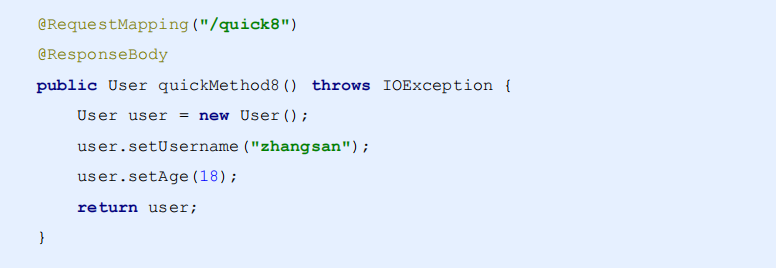 @RequestMapping("/quick8")
@ResponseBody
public User quickMethod8() throws IOException {
    User user = new User();
    user.setUsername("zhangsan");
    user.setAge(18);
    return user;
}